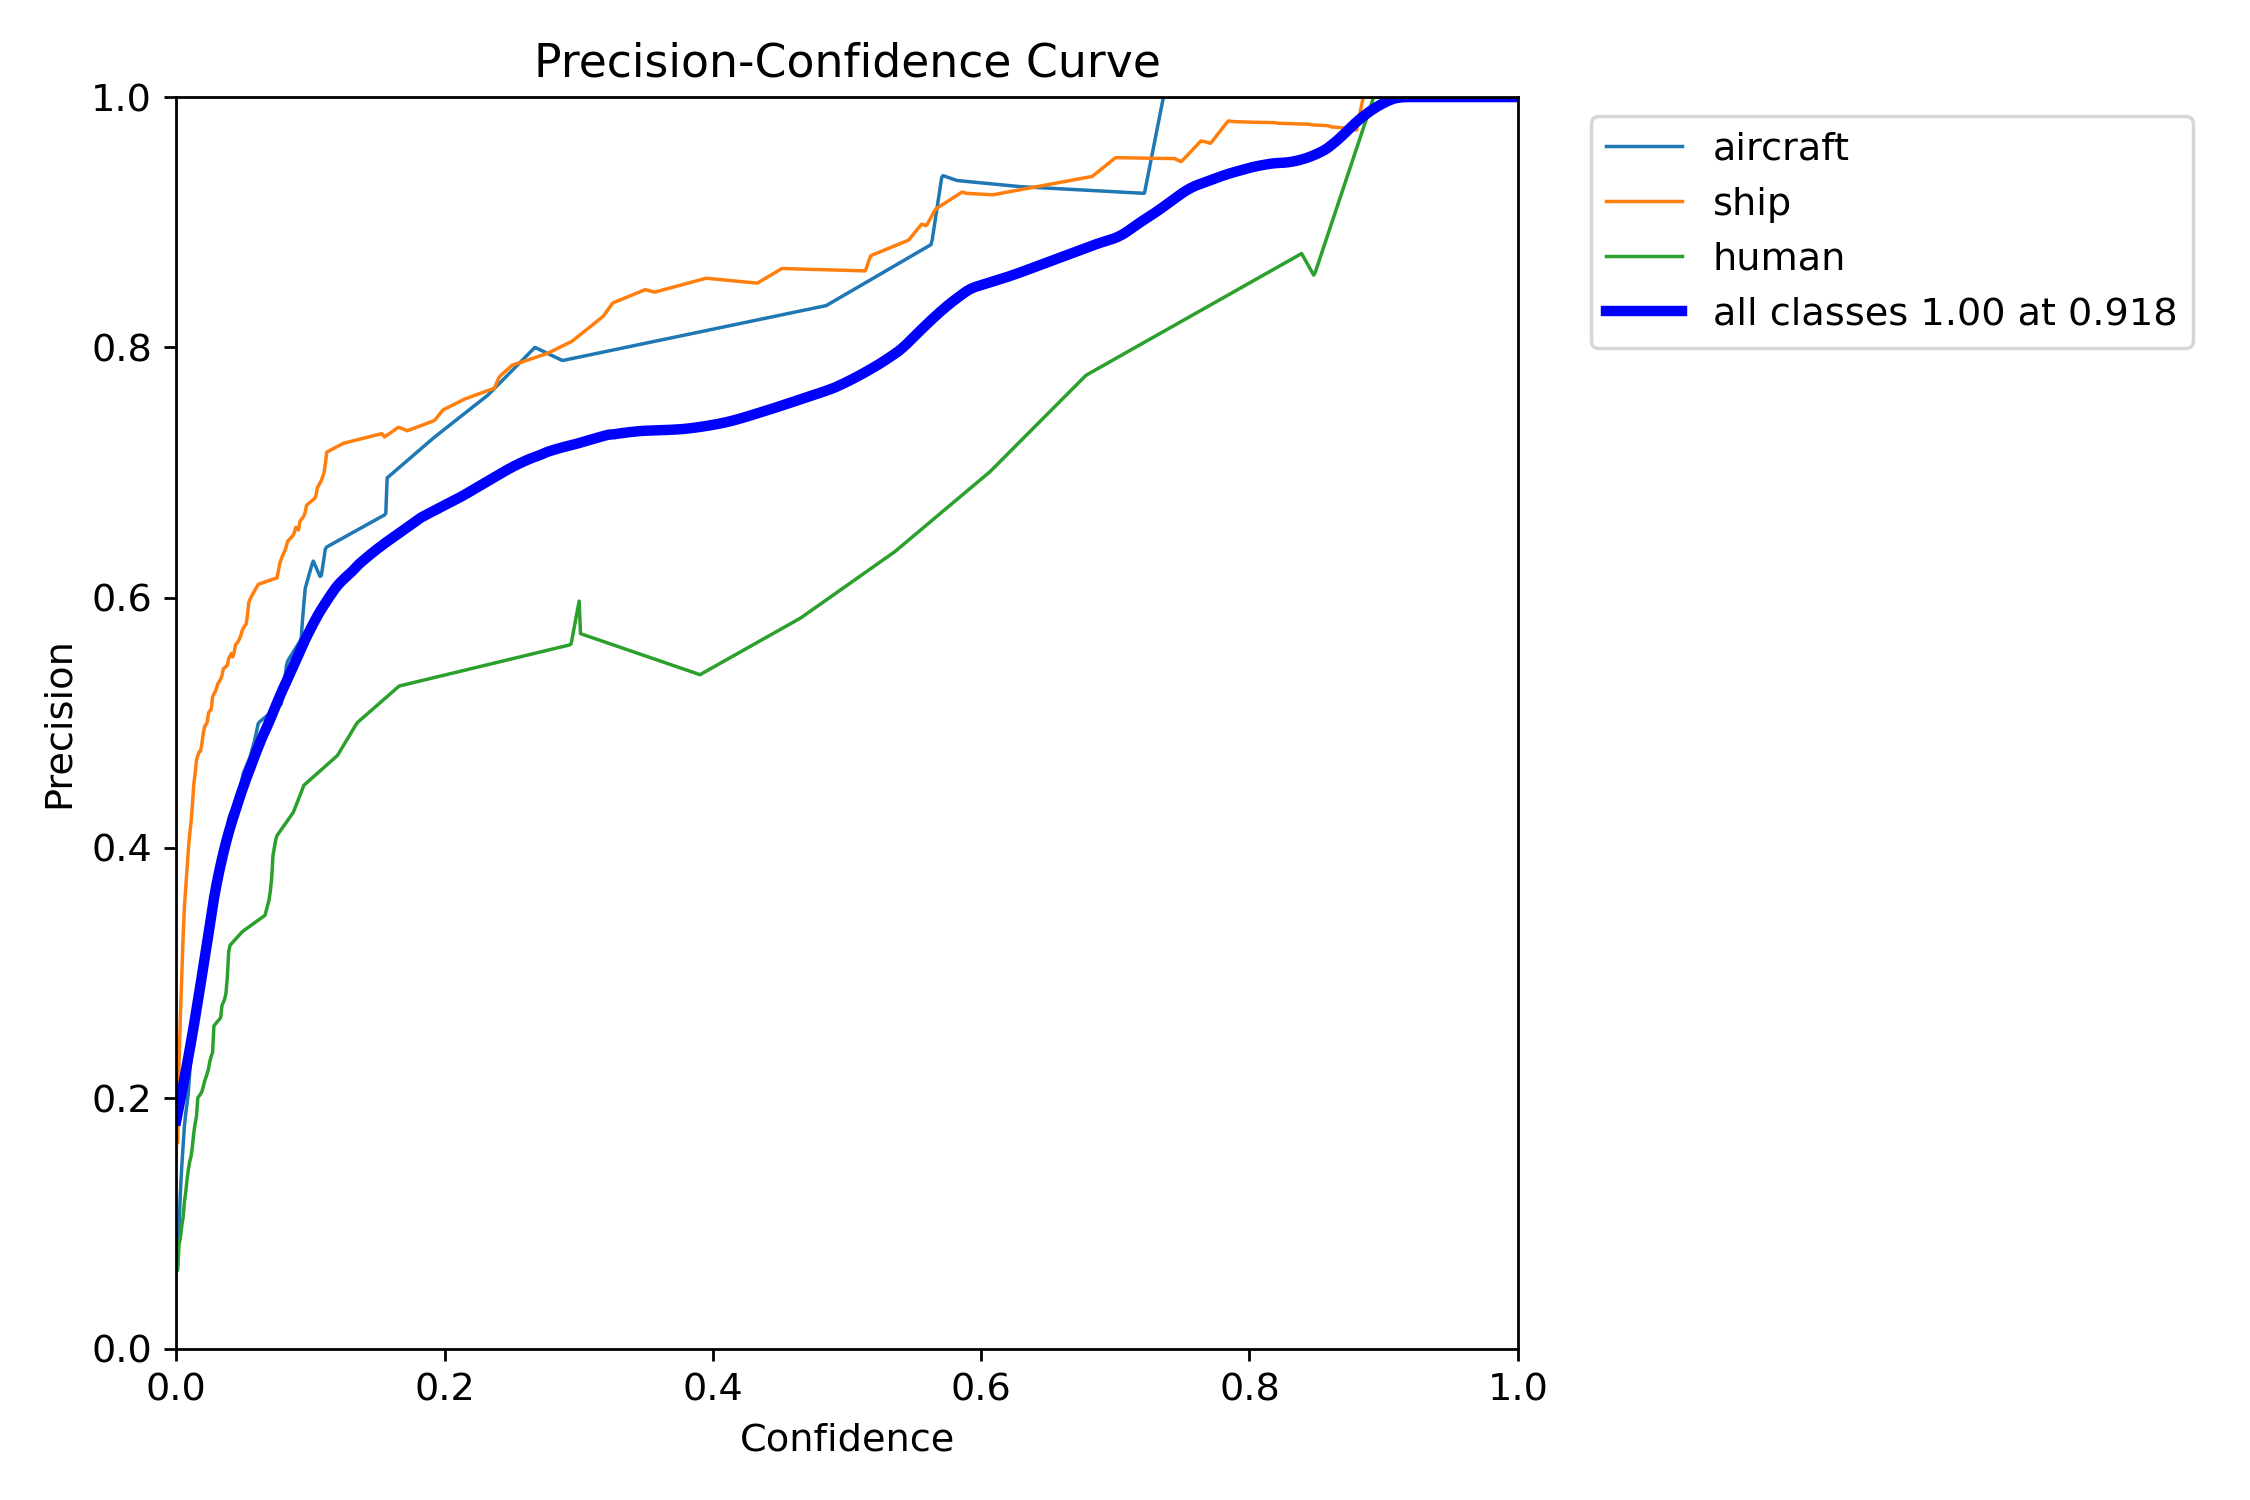 Precision-Confidence Curve
1.0
0.8
0.6
0.4
0.2
0.0
Precision
0.0 0.2 0.4 0.6 0.8 1.0
Confidence
aircraft
ship
human
all classes 1.00 at 0.918